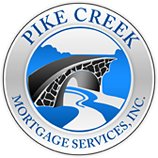 PIKE CREEK
MORTGAGE SERVICES, INC.